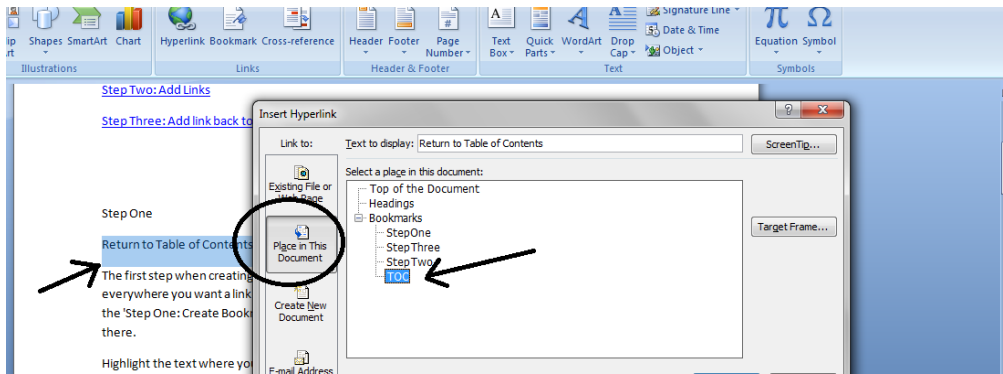 Signature Line
Shapes SmartArt Chart Hyperlink Bookmark Cross-reference Header Footer Page Number Text Box Quick Parts WordArt Drop Cap Date & Time
Object
Equation Symbol
Illustrations Links Header & Footer Text Symbols
Step Two: Add Links
Step Three: Add link back to
Insert Hyperlink
Link to: Text to display: Return to Table of Contents ScreenTip...
Select a place in this document:
Existing File or Web Page
Top of the Document
Headings
Bookmarks
StepOne
StepThree
StepTwo
TOC
Target Frame...
Place in This Document
Create New Document
E-mail Address
Step One
Return to Table of Contents
The first step when creating
everywhere you want a link
the 'Step One: Create Book
there.
Highlight the text where you